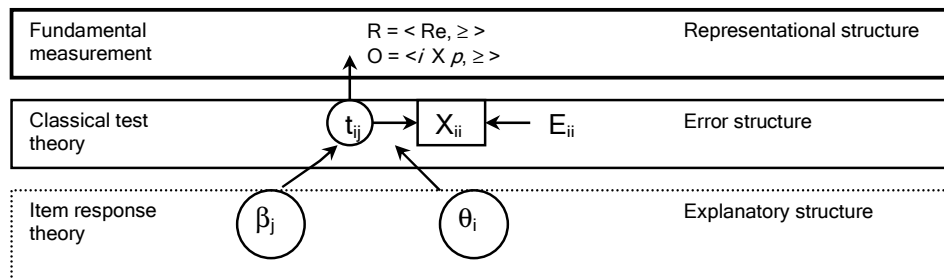 Fundamental measurement
R = < Re, ≥ >
O = <i X p, ≥ >
Representational structure
Classical test theory
t_ij
X_ii
E_ii
Error structure
Item response theory
β_j
θ_i
Explanatory structure